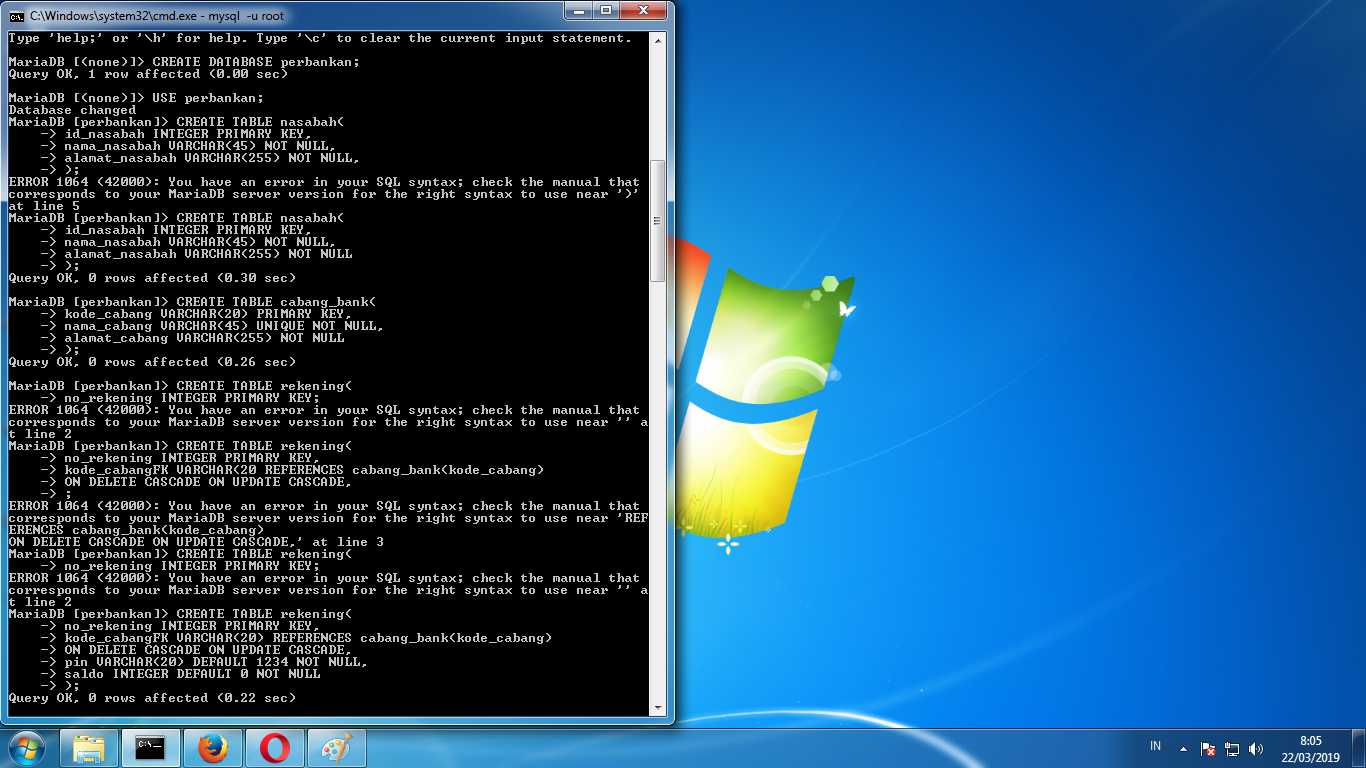 C:\Windows\system32\cmd.exe - mysql  -u root
Type 'help;' or '\h' for help. Type '\c' to clear the current input statement.
MariaDB [(none)]> CREATE DATABASE perbankan;
Query OK, 1 row affected (0.00 sec)
MariaDB [(none)]> USE perbankan;
Database changed
MariaDB [perbankan]> CREATE TABLE nasabah(
    -> id_nasabah INTEGER PRIMARY KEY,
    -> nama_nasabah VARCHAR(45) NOT NULL,
    -> alamat_nasabah VARCHAR(255) NOT NULL,
    -> );
ERROR 1064 (42000): You have an error in your SQL syntax; check the manual that
corresponds to your MariaDB server version for the right syntax to use near ')'
at line 5
MariaDB [perbankan]> CREATE TABLE nasabah(
    -> id_nasabah INTEGER PRIMARY KEY,
    -> nama_nasabah VARCHAR(45) NOT NULL,
    -> alamat_nasabah VARCHAR(255) NOT NULL
    -> );
Query OK, 0 rows affected (0.30 sec)
MariaDB [perbankan]> CREATE TABLE cabang_bank(
    -> kode_cabang VARCHAR(20) PRIMARY KEY,
    -> nama_cabang VARCHAR(45) UNIQUE NOT NULL,
    -> alamat_cabang VARCHAR(255) NOT NULL
    -> );
Query OK, 0 rows affected (0.26 sec)
MariaDB [perbankan]> CREATE TABLE rekening(
    -> no_rekening INTEGER PRIMARY KEY;
ERROR 1064 (42000): You have an error in your SQL syntax; check the manual that
corresponds to your MariaDB server version for the right syntax to use near '' a
t line 2
MariaDB [perbankan]> CREATE TABLE rekening(
    -> no_rekening INTEGER PRIMARY KEY,
    -> kode_cabangFK VARCHAR(20 REFERENCES cabang_bank(kode_cabang)
    -> ON DELETE CASCADE ON UPDATE CASCADE,
    -> ;
ERROR 1064 (42000): You have an error in your SQL syntax; check the manual that
corresponds to your MariaDB server version for the right syntax to use near 'REF
ERENCES cabang_bank(kode_cabang)
ON DELETE CASCADE ON UPDATE CASCADE,' at line 3
MariaDB [perbankan]> CREATE TABLE rekening(
    -> no_rekening INTEGER PRIMARY KEY;
ERROR 1064 (42000): You have an error in your SQL syntax; check the manual that
corresponds to your MariaDB server version for the right syntax to use near '' a
t line 2
MariaDB [perbankan]> CREATE TABLE rekening(
    -> no_rekening INTEGER PRIMARY KEY,
    -> kode_cabangFK VARCHAR(20) REFERENCES cabang_bank(kode_cabang)
    -> ON DELETE CASCADE ON UPDATE CASCADE,
    -> pin VARCHAR(20) DEFAULT 1234 NOT NULL,
    -> saldo INTEGER DEFAULT 0 NOT NULL
    -> );
Query OK, 0 rows affected (0.22 sec)
IN
8:05
22/03/2019